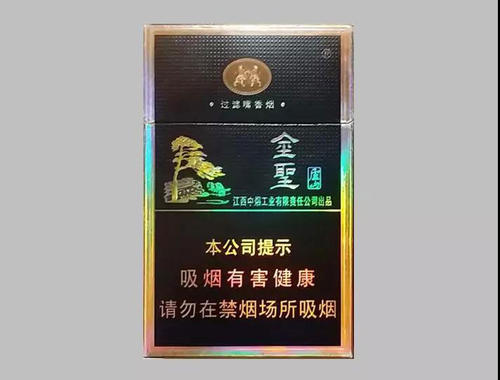 ·过滤嘴香烟·
金聖
庐山
江西中烟工业有限责任公司出品
本公司提示
吸烟有害健康
请勿在禁烟场所吸烟